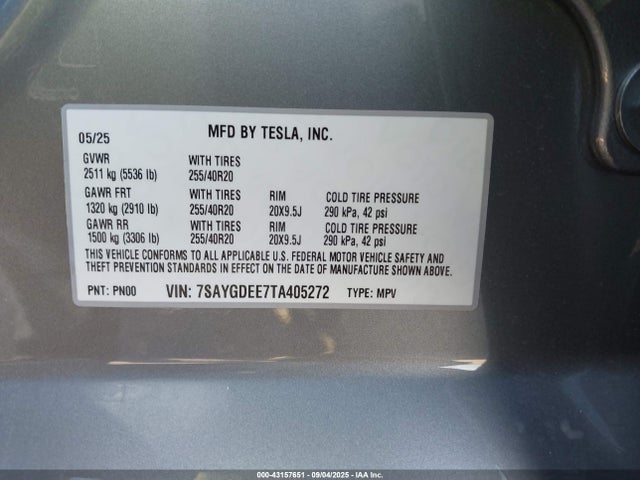 05/25 MFD BY TESLA, INC.
GVWR WITH TIRES
2511 kg (5536 lb) 255/40R20
GAWR FRT WITH TIRES RIM COLD TIRE PRESSURE
1320 kg (2910 lb) 255/40R20 20X9.5J 290 kPa, 42 psi
GAWR RR WITH TIRES RIM COLD TIRE PRESSURE
1500 kg (3306 lb) 255/40R20 20X9.5J 290 kPa, 42 psi
THIS VEHICLE CONFORMS TO ALL APPLICABLE U.S. FEDERAL MOTOR VEHICLE SAFETY AND
THEFT PREVENTION STANDARDS IN EFFECT ON THE DATE OF MANUFACTURE SHOWN ABOVE.
PNT: PN00 VIN: 7SAYGDEE7TA405272 TYPE: MPV
000-43157651 - 09/04/2025 - IAA Inc.